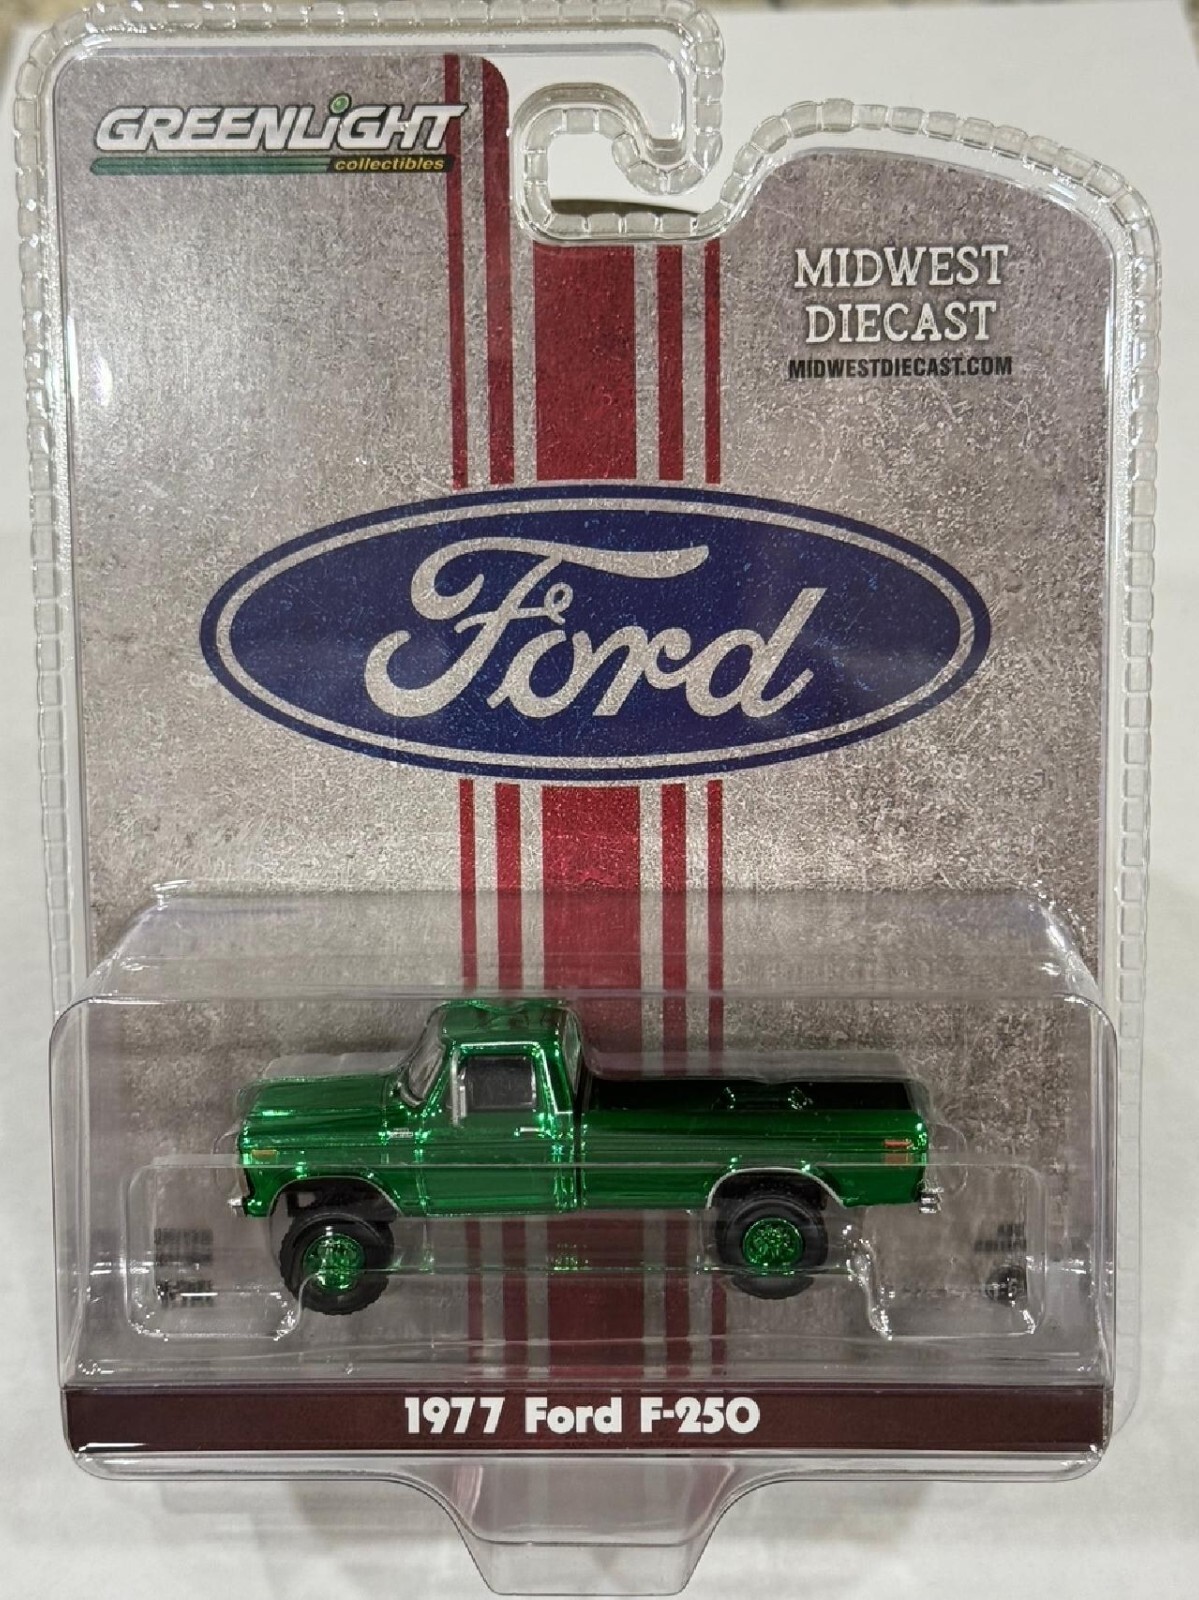 GREENLiGHT
collectibles
MIDWEST
DIECAST
MIDWESTDIECAST.COM
Ford
1977 Ford F-250